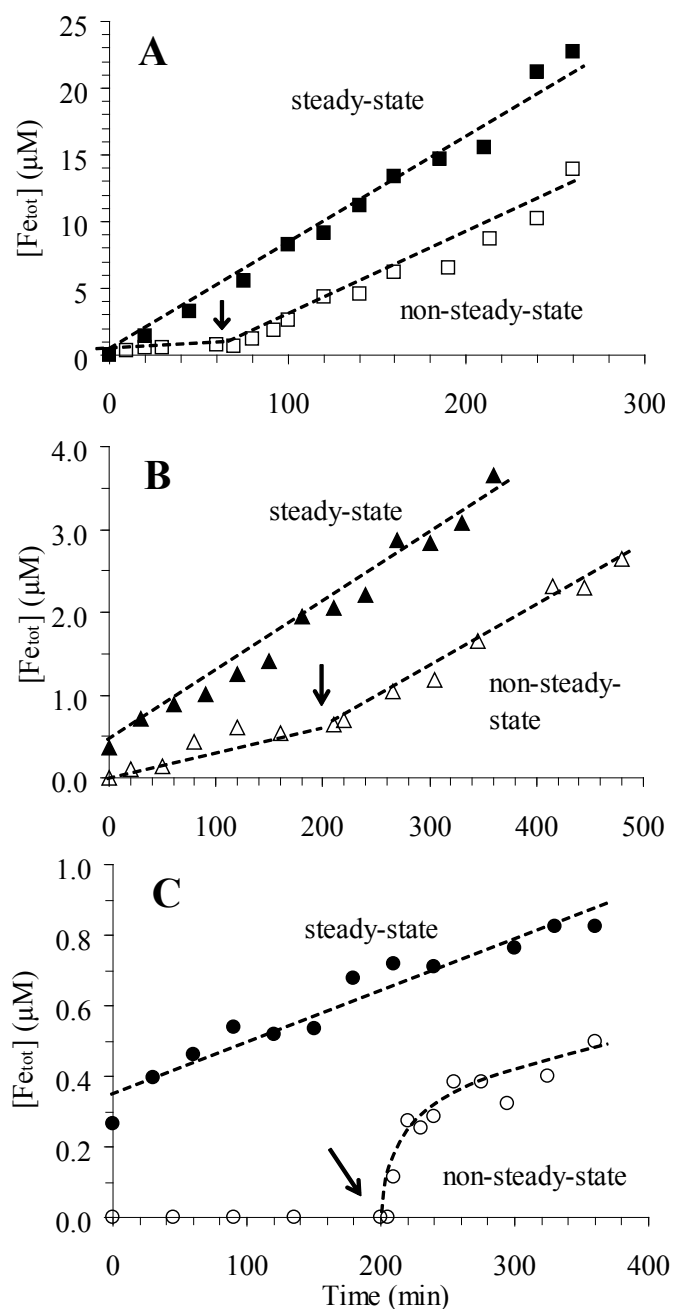 A
25
20
15
10
5
0
[Fetot] (µM)
steady-state
non-steady-state
0 100 200 300
B
4.0
3.0
2.0
1.0
0.0
[Fetot] (µM)
steady-state
non-steady-
state
0 100 200 300 400 500
C
1.0
0.8
0.6
0.4
0.2
0.0
[Fetot] (µM)
steady-state
non-steady-state
0 100 200 300 400
Time (min)